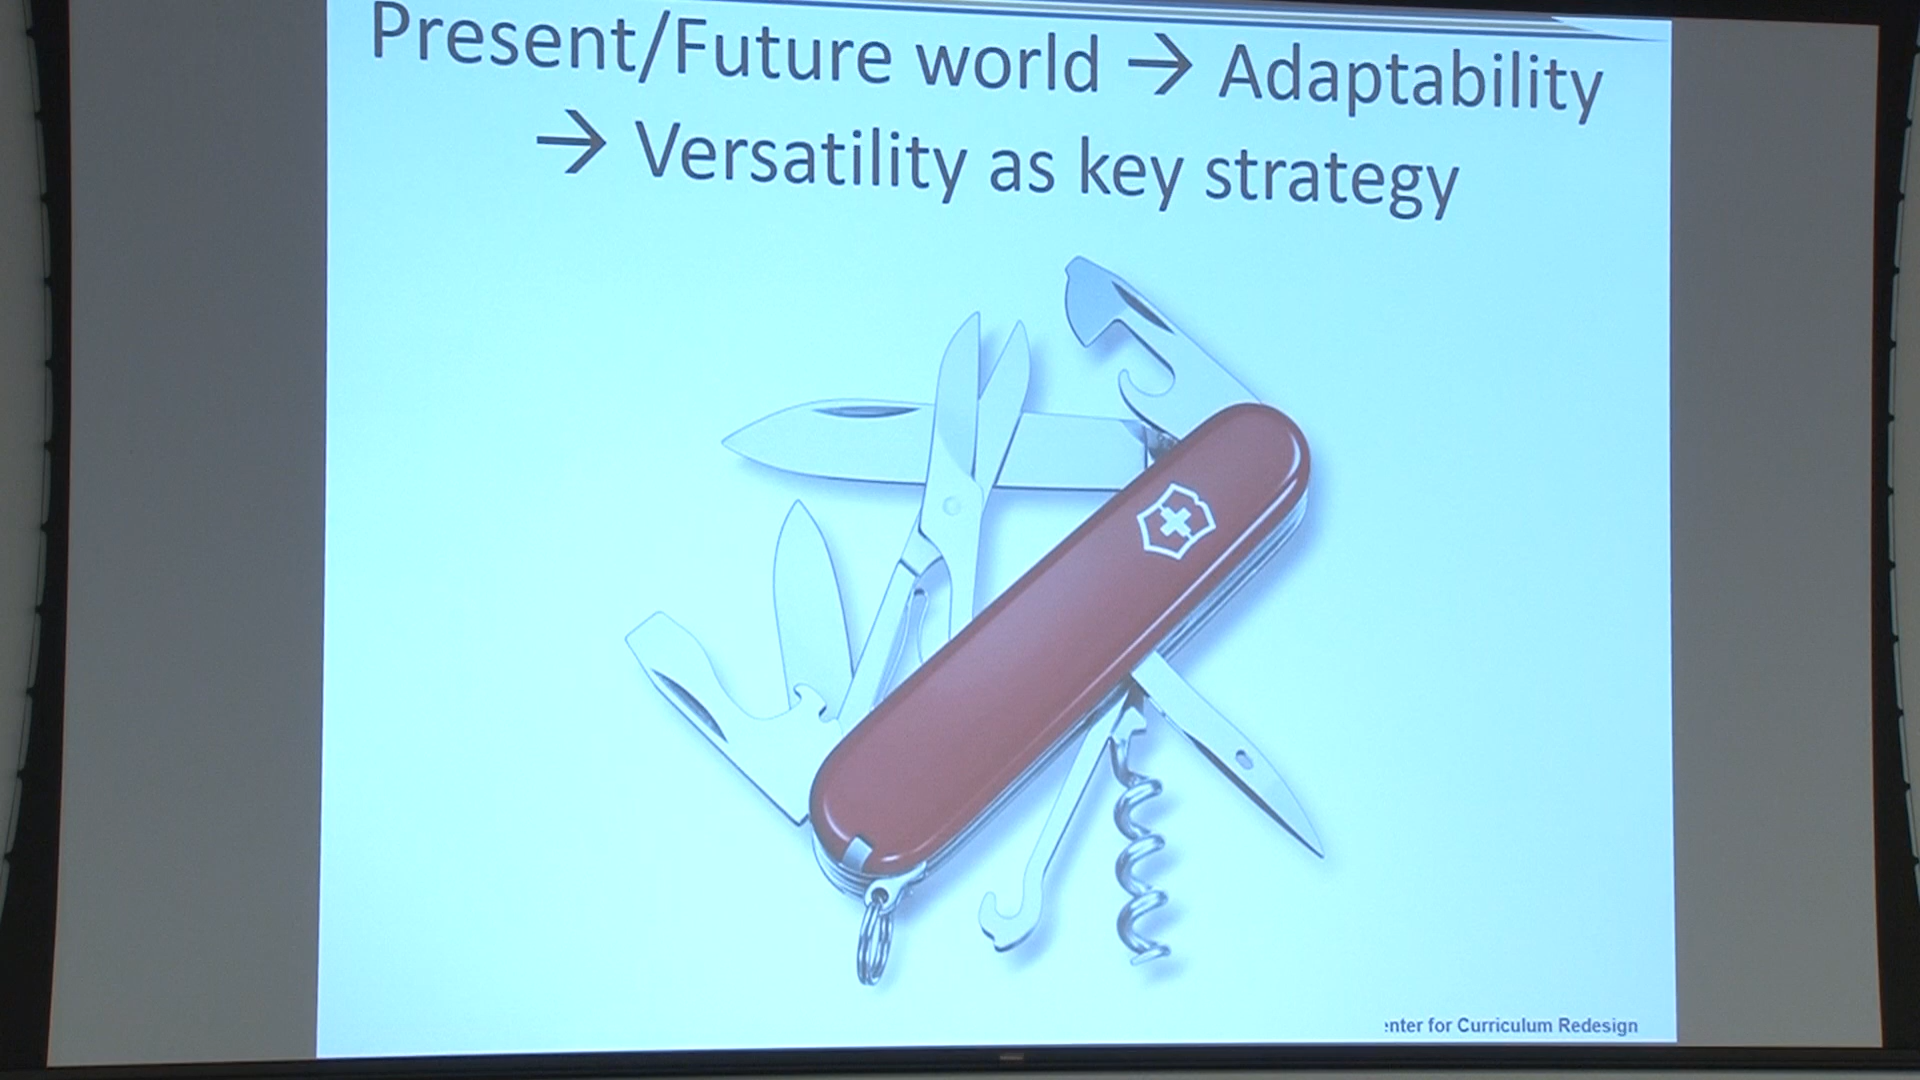 Present/Future world → Adaptability
→ Versatility as key strategy
enter for Curriculum Redesign